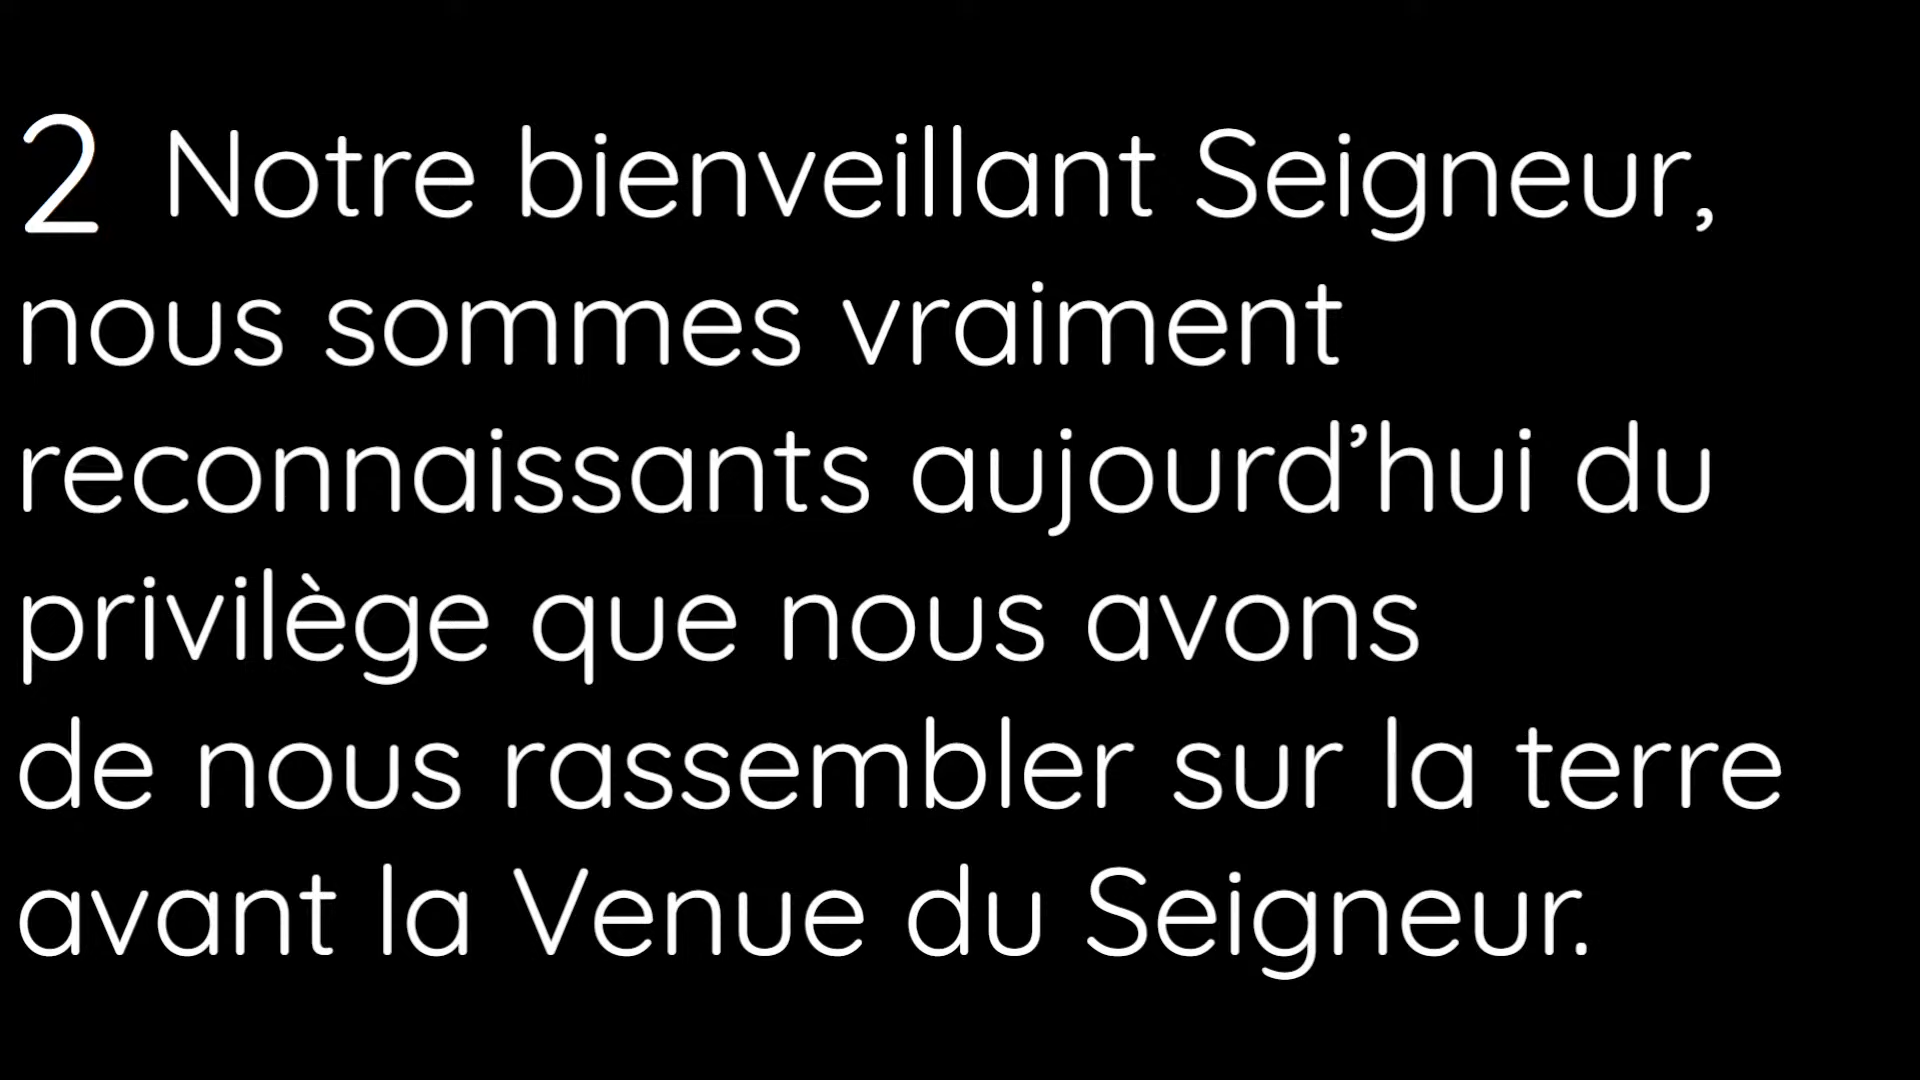 2 Notre bienveillant Seigneur,
nous sommes vraiment
reconnaissants aujourd’hui du
privilège que nous avons
de nous rassembler sur la terre
avant la Venue du Seigneur.